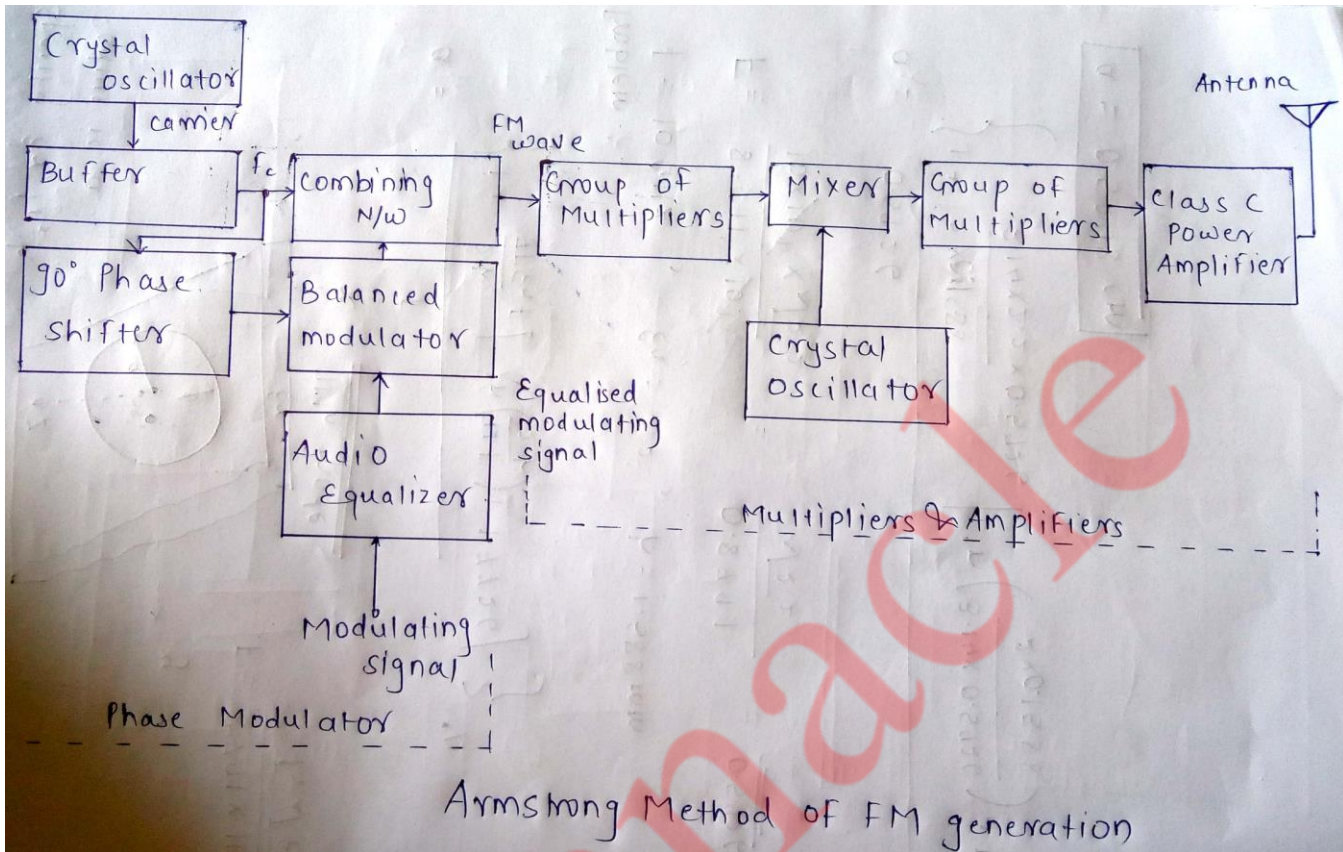 Crystal
oscillator
carrier
Buffer
fc
Combining
N/W
FM
wave
Group of
Multipliers
Mixer
Group of
Multipliers
Class C
Power
Amplifier
Antenna
90° Phase
Shifter
Balanced
modulator
Crystal
Oscillator
Audio
Equalizer
Equalised
modulating
signal
Multipliers & Amplifiers
Modulating
signal
Phase Modulator
Armstrong Method of FM generation
nacle